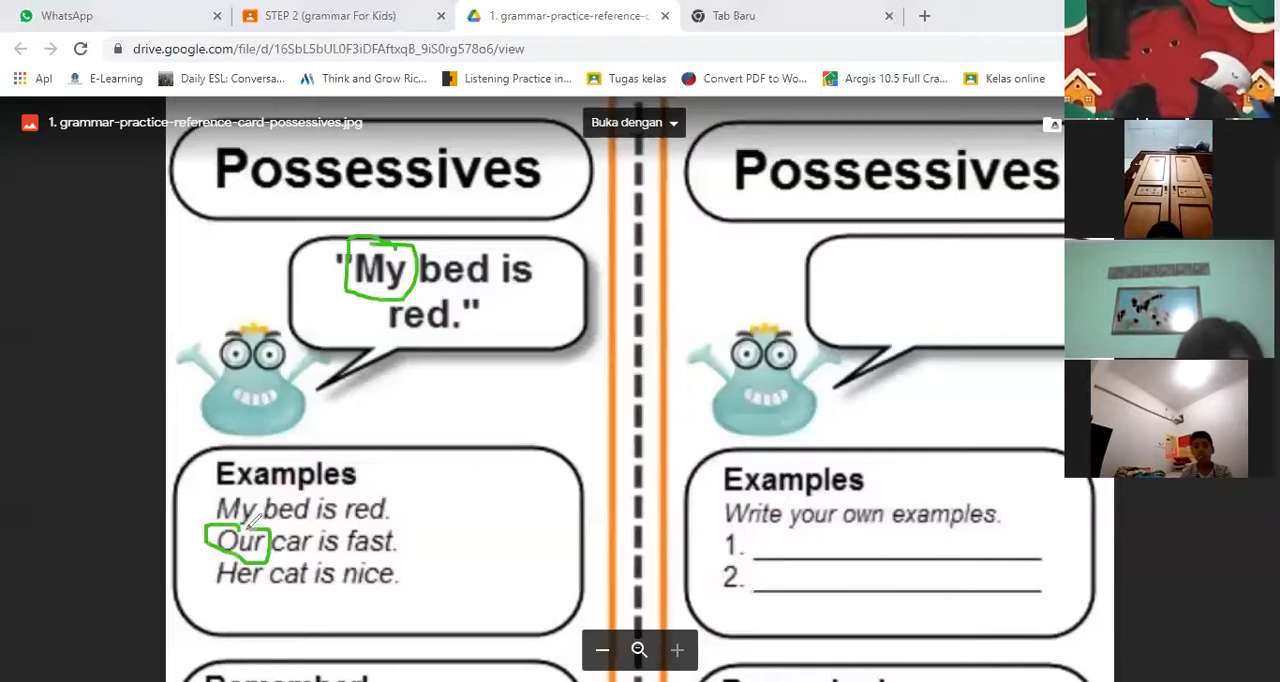 WhatsApp
STEP 2 (grammar For Kids)
1. grammar-practice-reference-c
Tab Baru
drive.google.com/file/d/16SbL5bUL0F3iDFAftxqB_9iS0rg578o6/view
Apl
E-Learning
Daily ESL: Conversa...
Think and Grow Ric...
Listening Practice in...
Tugas kelas
Convert PDF to Wo...
Arcgis 10.5 Full Cra...
Kelas online
1. grammar-practice-reference-card-possessives.jpg
Buka dengan
Possessives
"My bed is
red."
Examples
My bed is red.
Our car is fast.
Her cat is nice.
Possessives
Examples
Write your own examples.
1.
2.